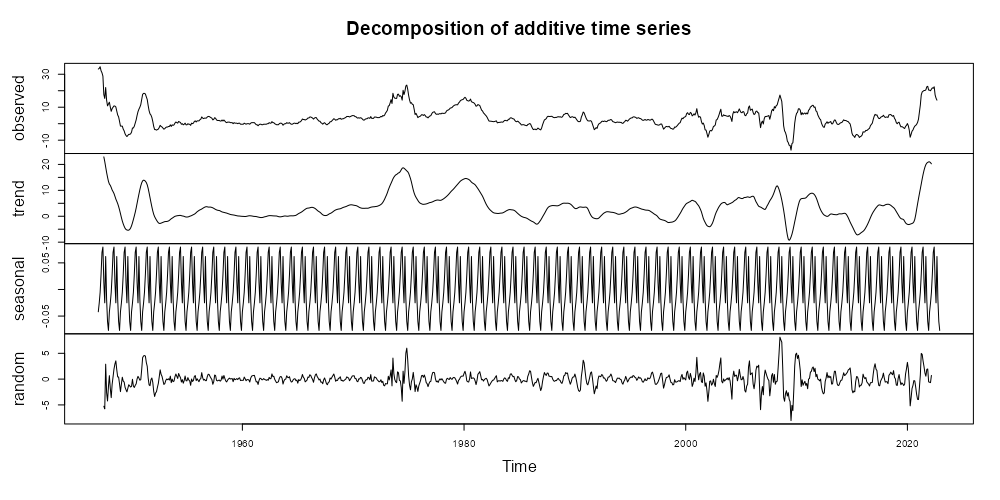 Decomposition of additive time series
observed
-10
10
30
trend
-10
0
10
20
seasonal
-0.05
0.05
random
-5
0
5
1960
1980
2000
2020
Time